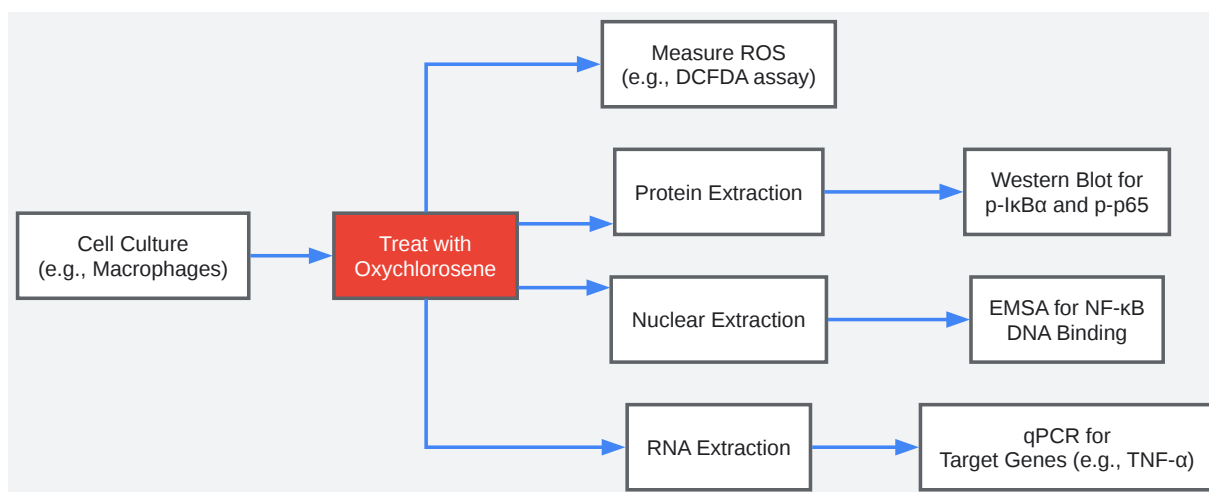 Measure ROS
(e.g., DCFDA assay)
Protein Extraction
Western Blot for
p-IκBα and p-p65
Cell Culture
(e.g., Macrophages)
Treat with
Oxychlorosene
Nuclear Extraction
EMSA for NF-κB
DNA Binding
RNA Extraction
qPCR for
Target Genes (e.g., TNF-α)